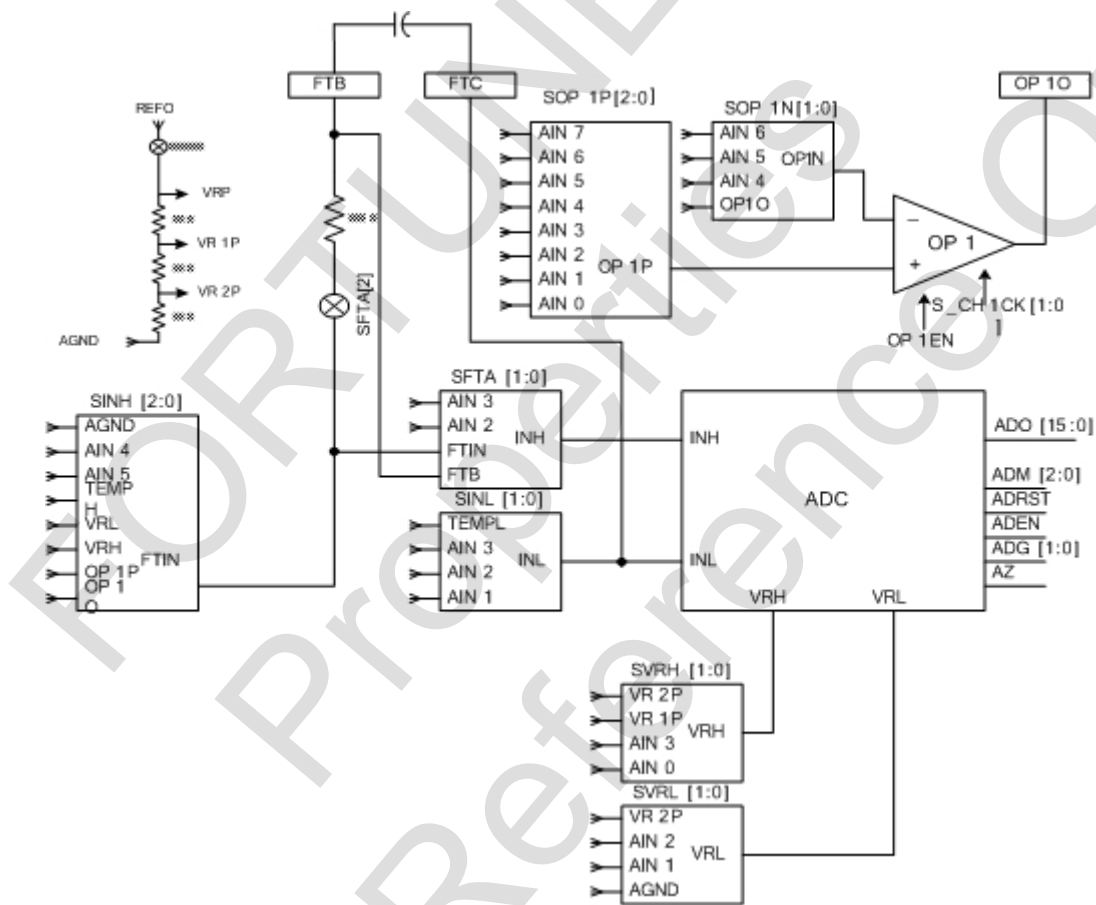 FTB
FTC
OP 1O
REFO
VRP
VR 1P
VR 2P
AGND
SFTA[2]
SOP 1P[2:0]
AIN 7
AIN 6
AIN 5
AIN 4
AIN 3
AIN 2
AIN 1
AIN 0
OP 1P
SOP 1N[1:0]
AIN 6
AIN 5
AIN 4
OP1O
OP1N
−
OP 1
+
S_CH 1CK [1:0
]
OP 1EN
SINH [2:0]
AGND
AIN 4
AIN 5
TEMP
H
VRL
VRH
OP 1P
OP 1
O
FTIN
SFTA [1:0]
AIN 3
AIN 2
FTIN
FTB
INH
SINL [1:0]
TEMPL
AIN 3
AIN 2
AIN 1
INL
INH
INL
ADC
VRH
VRL
ADO [15:0]
ADM [2:0]
ADRST
ADEN
ADG [1:0]
AZ
SVRH [1:0]
VR 2P
VR 1P
AIN 3
AIN 0
VRH
SVRL [1:0]
VR 2P
AIN 2
AIN 1
AGND
VRL
Properties
Reference